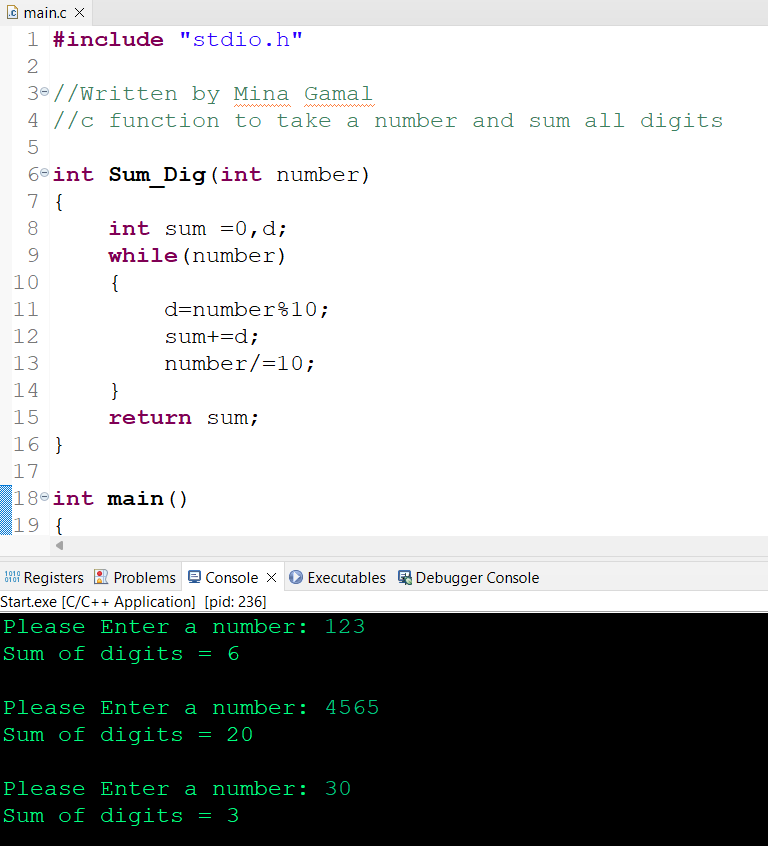 main.c
1 #include "stdio.h"
2
3 //Written by Mina Gamal
4 //c function to take a number and sum all digits
5
6 int Sum_Dig(int number)
7 {
8 int sum =0,d;
9 while(number)
10 {
11 d=number%10;
12 sum+=d;
13 number/=10;
14 }
15 return sum;
16 }
17
18 int main()
19 {
Registers Problems Console Executables Debugger Console
Start.exe [C/C++ Application] [pid: 236]
Please Enter a number: 123
Sum of digits = 6
Please Enter a number: 4565
Sum of digits = 20
Please Enter a number: 30
Sum of digits = 3